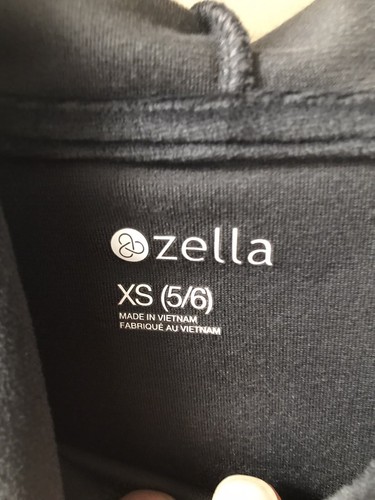 zella
XS (5/6)
MADE IN VIETNAM
FABRIQUÉ AU VIETNAM